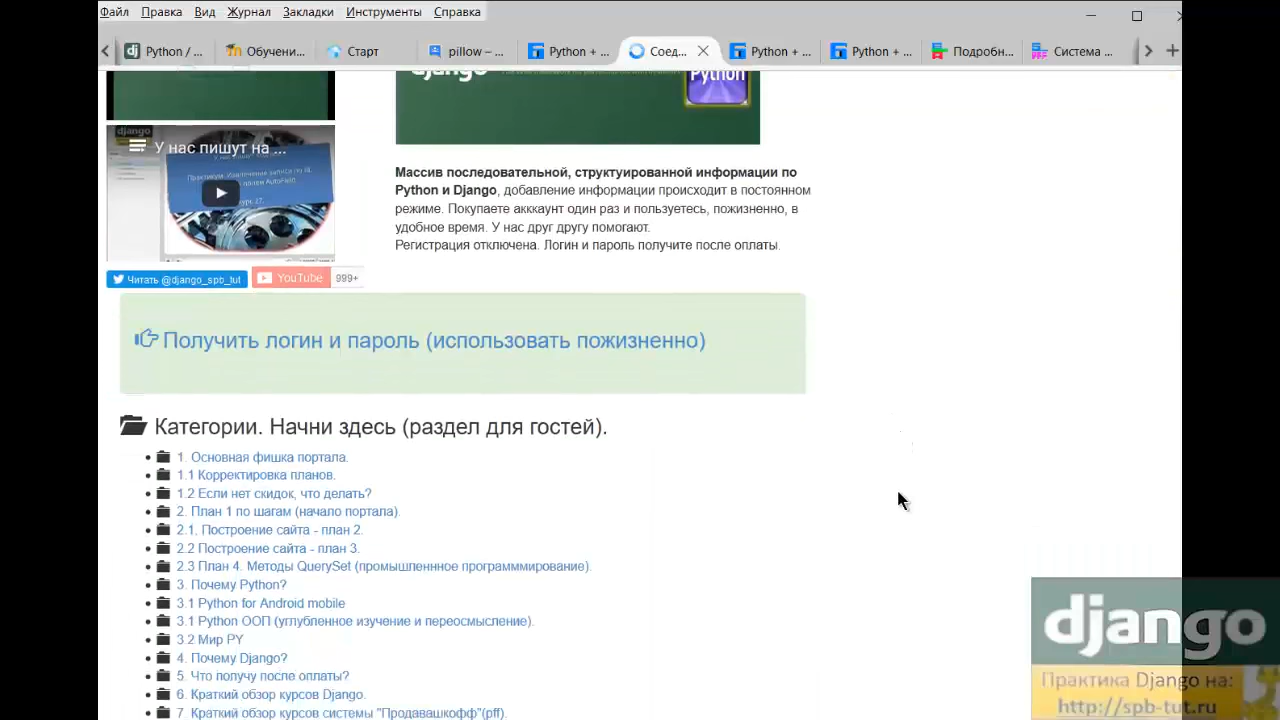 Файл Правка Вид Журнал Закладки Инструменты Справка
Python / ... Обучени... Старт pillow – ... Python + ... Соед... Python + ... Python + ... Подробн... Система ...
django
Python
django
У нас пишут на ...
Массив последовательной, структуированной информации по
Python и Django, добавление информации происходит в постоянном
режиме. Покупаете акккаунт один раз и пользуетесь, пожизненно, в
удобное время. У нас друг другу помогают.
Регистрация отключена. Логин и пароль получите после оплаты.
Читать @django_spb_tut YouTube 999+
Получить логин и пароль (использовать пожизненно)
Категории. Начни здесь (раздел для гостей).
1. Основная фишка портала.
1.1 Корректировка планов.
1.2 Если нет скидок, что делать?
2. План 1 по шагам (начало портала).
2.1, Построение сайта - план 2.
2.2 Построение сайта - план 3.
2.3 План 4. Методы QuerySet (промышленнное программмирование).
3. Почему Python?
3.1 Python for Android mobile
3.1 Python ООП (углубленное изучение и переосмысление).
3.2 Мир PY
4. Почему Django?
5. Что получу после оплаты?
6. Краткий обзор курсов Django.
7. Краткий обзор курсов системы "Продавашкофф"(pff).
django
Практика Django на:
http://spb-tut.ru